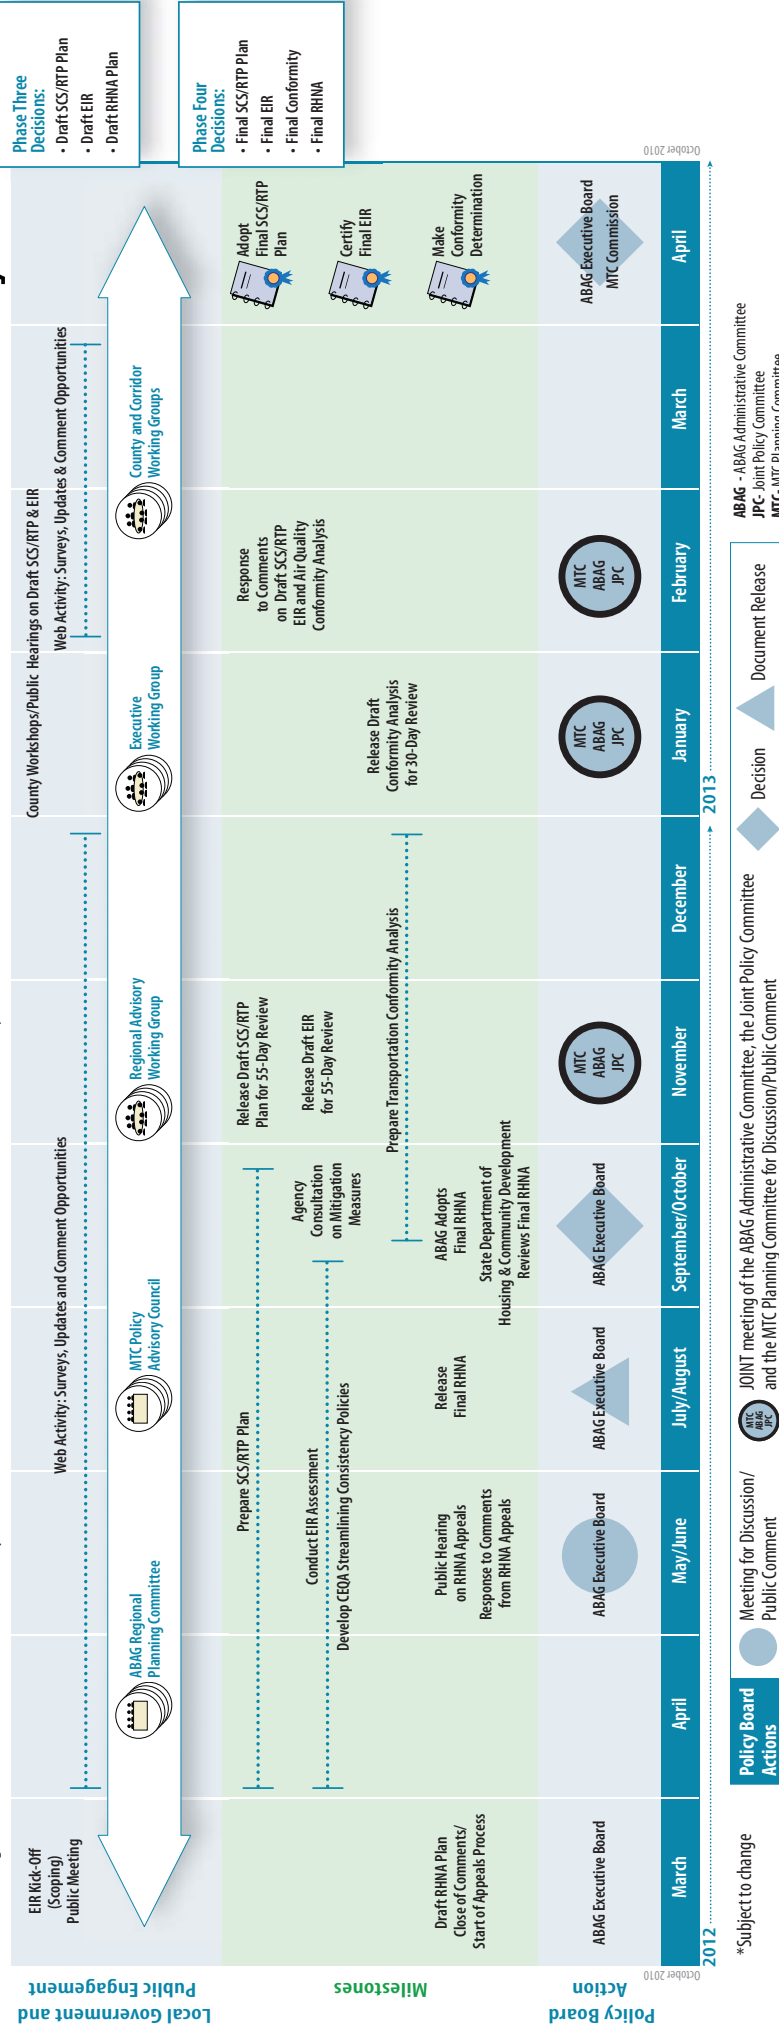 Phase Three
Decisions:
• Draft SCS/RTP Plan
• Draft EIR
• Draft RHNA Plan
Phase Four
Decisions:
• Final SCS/RTP Plan
• Final EIR
• Final Conformity
• Final RHNA
Local Government and
Public Engagement
EIR Kick-Off
(Scoping)
Public Meeting
Web Activity: Surveys, Updates and Comment Opportunities
County Workshops/Public Hearings on Draft SCS/RTP & EIR
Web Activity: Surveys, Updates & Comment Opportunities
ABAG Regional
Planning Committee
MTC Policy
Advisory Council
Regional Advisory
Working Group
Executive
Working Group
County and Corridor
Working Groups
Milestones
Prepare SCS/RTP Plan
Conduct EIR Assessment
Develop CEQA Streamlining Consistency Policies
Draft RHNA Plan
Close of Comments/
Start of Appeals Process
Public Hearing
on RHNA Appeals
Response to Comments
from RHNA Appeals
Release
Final RHNA
Agency
Consultation
on Mitigation
Measures
ABAG Adopts
Final RHNA
State Department of
Housing & Community Development
Reviews Final RHNA
Release Draft SCS/RTP
Plan for 55-Day Review
Release Draft EIR
for 55-Day Review
Prepare Transportation Conformity Analysis
Release Draft
Conformity Analysis
for 30-Day Review
Response
to Comments
on Draft SCS/RTP
EIR and Air Quality
Conformity Analysis
Adopt
Final SCS/RTP
Plan
Certify
Final EIR
Make
Conformity
Determination
Policy Board
Action
ABAG Executive Board
ABAG Executive Board
ABAG Executive Board
ABAG Executive Board
MTC
ABAG
JPC
MTC
ABAG
JPC
MTC
ABAG
JPC
ABAG Executive Board
MTC Commission
October 2010
March
April
May/June
July/August
September/October
November
December
January
February
March
April
October 2010
2012
2013
*Subject to change
Policy Board
Actions
Meeting for Discussion/
Public Comment
MTC
ABAG
JPC
JOINT meeting of the ABAG Administrative Committee, the Joint Policy Committee
and the MTC Planning Committee for Discussion/Public Comment
Decision
Document Release
ABAG - ABAG Administrative Committee
JPC- Joint Policy Committee
MTC- MTC Planning Committee